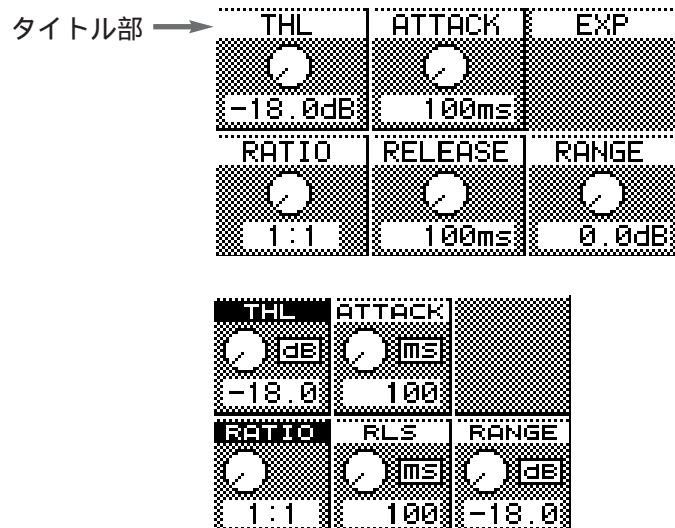 タイトル部
THL ATTACK EXP
-18.0dB 100ms
RATIO RELEASE RANGE
1:1 100ms 0.0dB
THL ATTACK
dB ms
-18.0 100
RATIO RLS RANGE
ms dB
1:1 100 -18.0